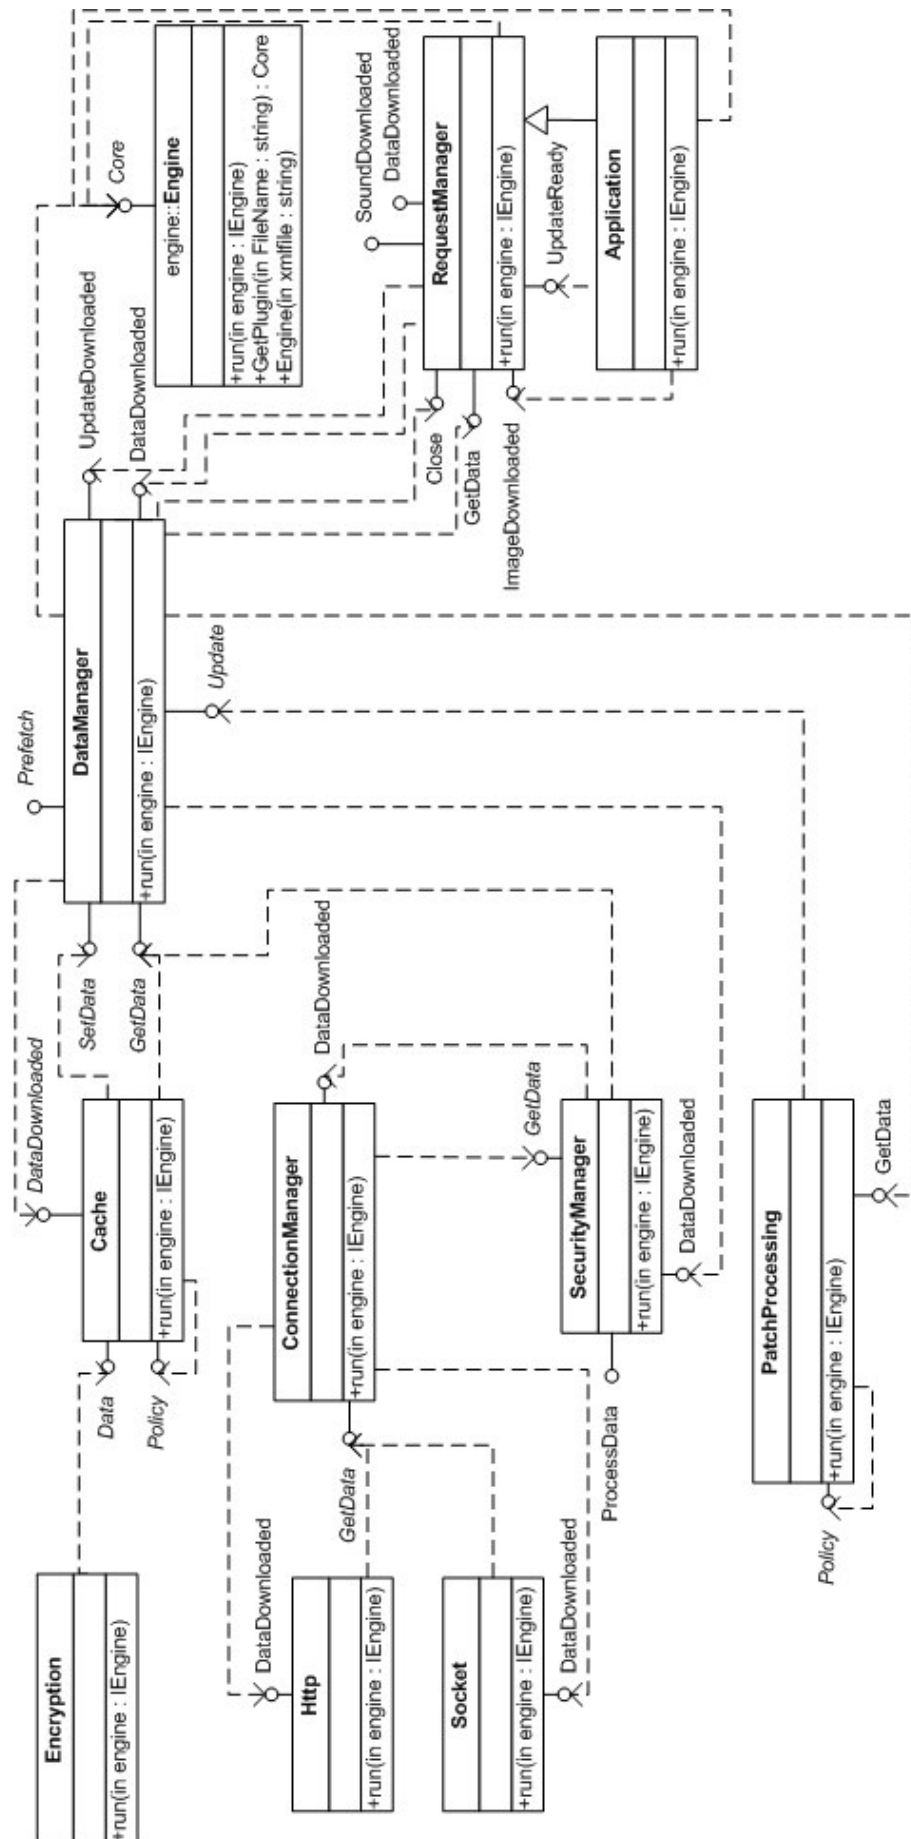 Encryption
+run(in engine : IEngine)
Data
Policy
Cache
+run(in engine : IEngine)
DataDownloaded
SetData
GetData
Prefetch
DataManager
+run(in engine : IEngine)
UpdateDownloaded
DataDownloaded
Update
Core
engine::Engine
+run(in engine : IEngine)
+GetPlugin(in FileName : string) : Core
+Engine(in xmlfile : string)
Http
+run(in engine : IEngine)
DataDownloaded
GetData
Socket
+run(in engine : IEngine)
DataDownloaded
ConnectionManager
+run(in engine : IEngine)
DataDownloaded
GetData
SecurityManager
+run(in engine : IEngine)
ProcessData
DataDownloaded
SoundDownloaded
DataDownloaded
RequestManager
+run(in engine : IEngine)
Close
GetData
ImageDownloaded
UpdateReady
Application
+run(in engine : IEngine)
Policy
PatchProcessing
+run(in engine : IEngine)
GetData